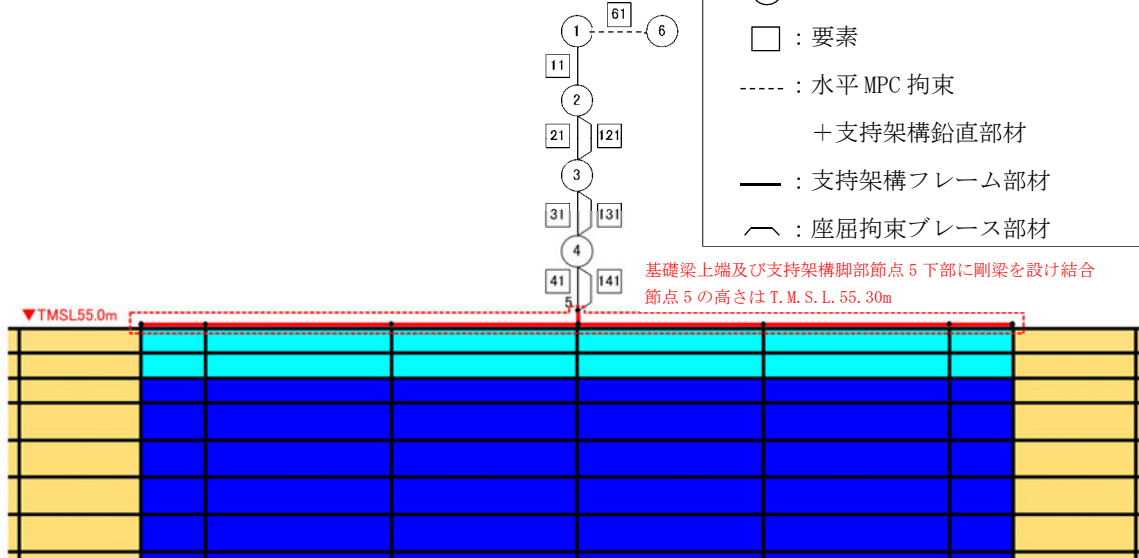 61
1
6
11
2
21
121
3
31
131
4
41
141
5
：要素
：水平 MPC 拘束
＋支持架構鉛直部材
：支持架構フレーム部材
：座屈拘束ブレース部材
基礎梁上端及び支持架構脚部節点 5 下部に剛梁を設け結合
節点 5 の高さは T.M.S.L.55.30m
▼TMSL55.0m